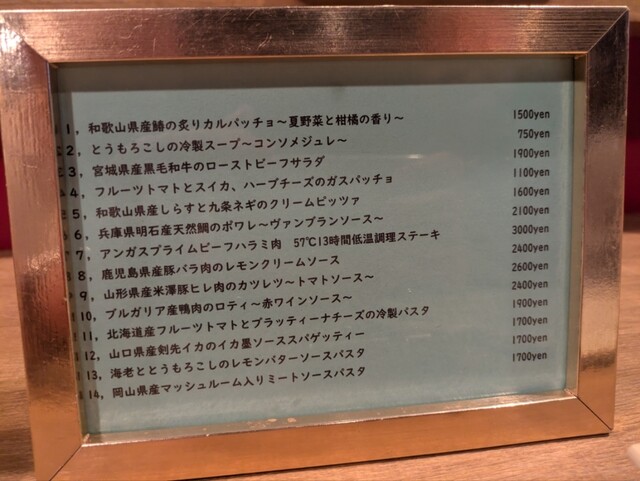 1, 和歌山県産鰆の炙りカルパッチョ～夏野菜と柑橘の香り～ 1500yen
2, とうもろこしの冷製スープ～コンソメジュレ～ 750yen
3, 宮城県産黒毛和牛のローストビーフサラダ 1900yen
4, フルーツトマトとスイカ、ハーブチーズのガスパッチョ 1100yen
5, 和歌山県産しらすと九条ネギのクリームピッツァ 1600yen
6, 兵庫県明石産天然鯛のポワレ～ヴァンブランソース～ 2100yen
7, アンガスプライムビーフハラミ肉 57℃13時間低温調理ステーキ 3000yen
8, 鹿児島県産豚バラ肉のレモンクリームソース 2400yen
9, 山形県産米澤豚ヒレ肉のカツレツ～トマトソース～ 2600yen
10, ブルガリア産鴨肉のロティ～赤ワインソース～ 2400yen
11, 北海道産フルーツトマトとブラッティーナチーズの冷製パスタ 1900yen
12, 山口県産剣先イカのイカ墨ソーススパゲッティー 1700yen
13, 海老ととうもろこしのレモンバターソースパスタ 1700yen
14, 岡山県産マッシュルーム入りミートソースパスタ 1700yen